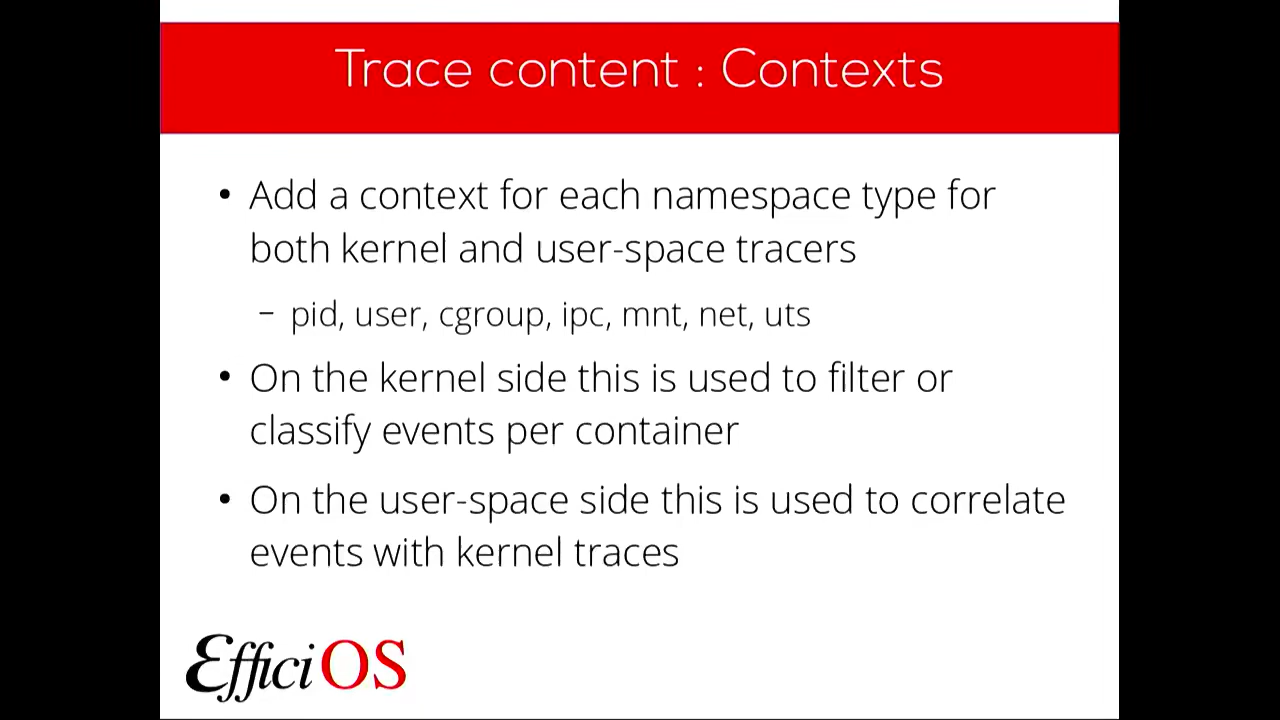 Trace content : Contexts
• Add a context for each namespace type for
both kernel and user-space tracers
– pid, user, cgroup, ipc, mnt, net, uts
• On the kernel side this is used to filter or
classify events per container
• On the user-space side this is used to correlate
events with kernel traces
EfficiOS